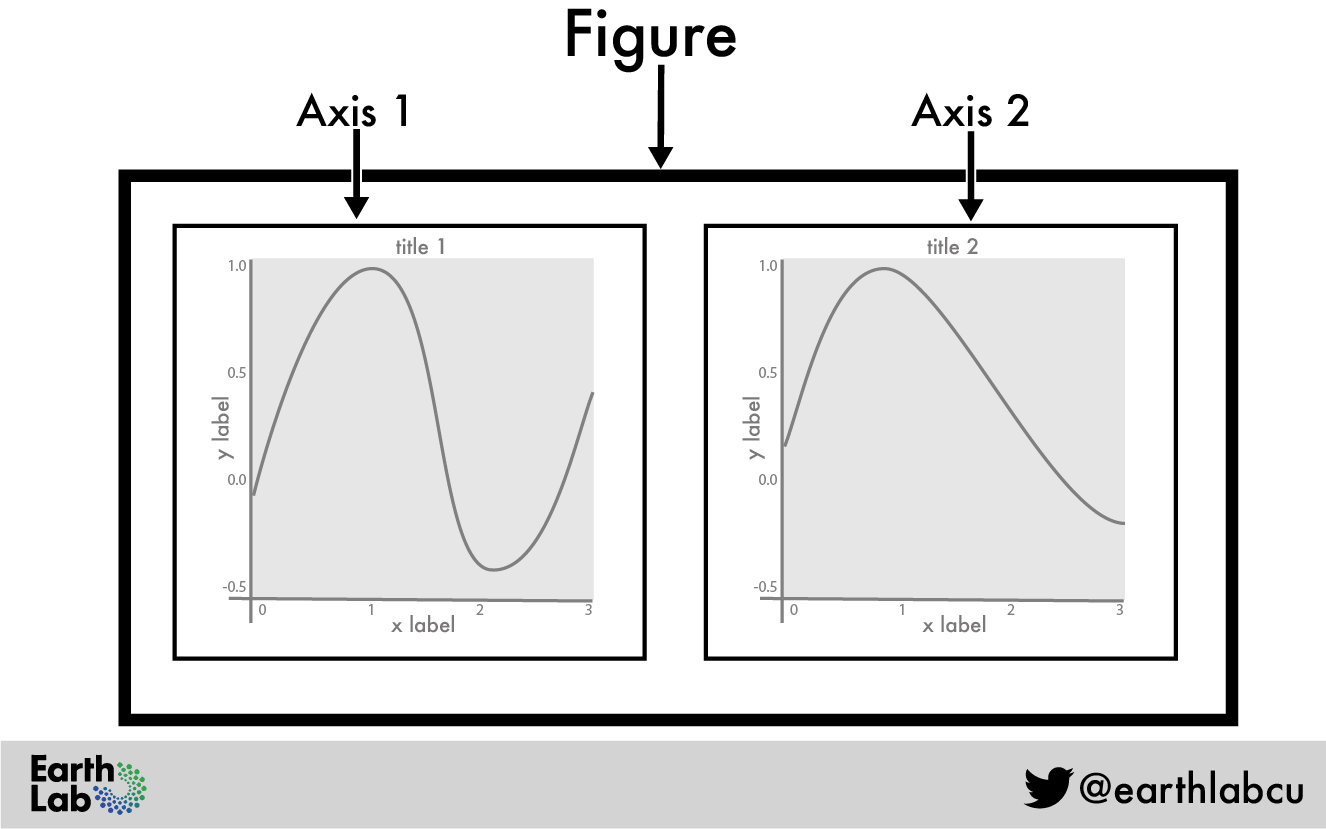 Figure
Axis 1
Axis 2
title 1
1.0
0.5
0.0
-0.5
y label
0 1 2 3
x label
title 2
1.0
0.5
0.0
-0.5
y label
0 1 2 3
x label
Earth
Lab
@earthlabcu